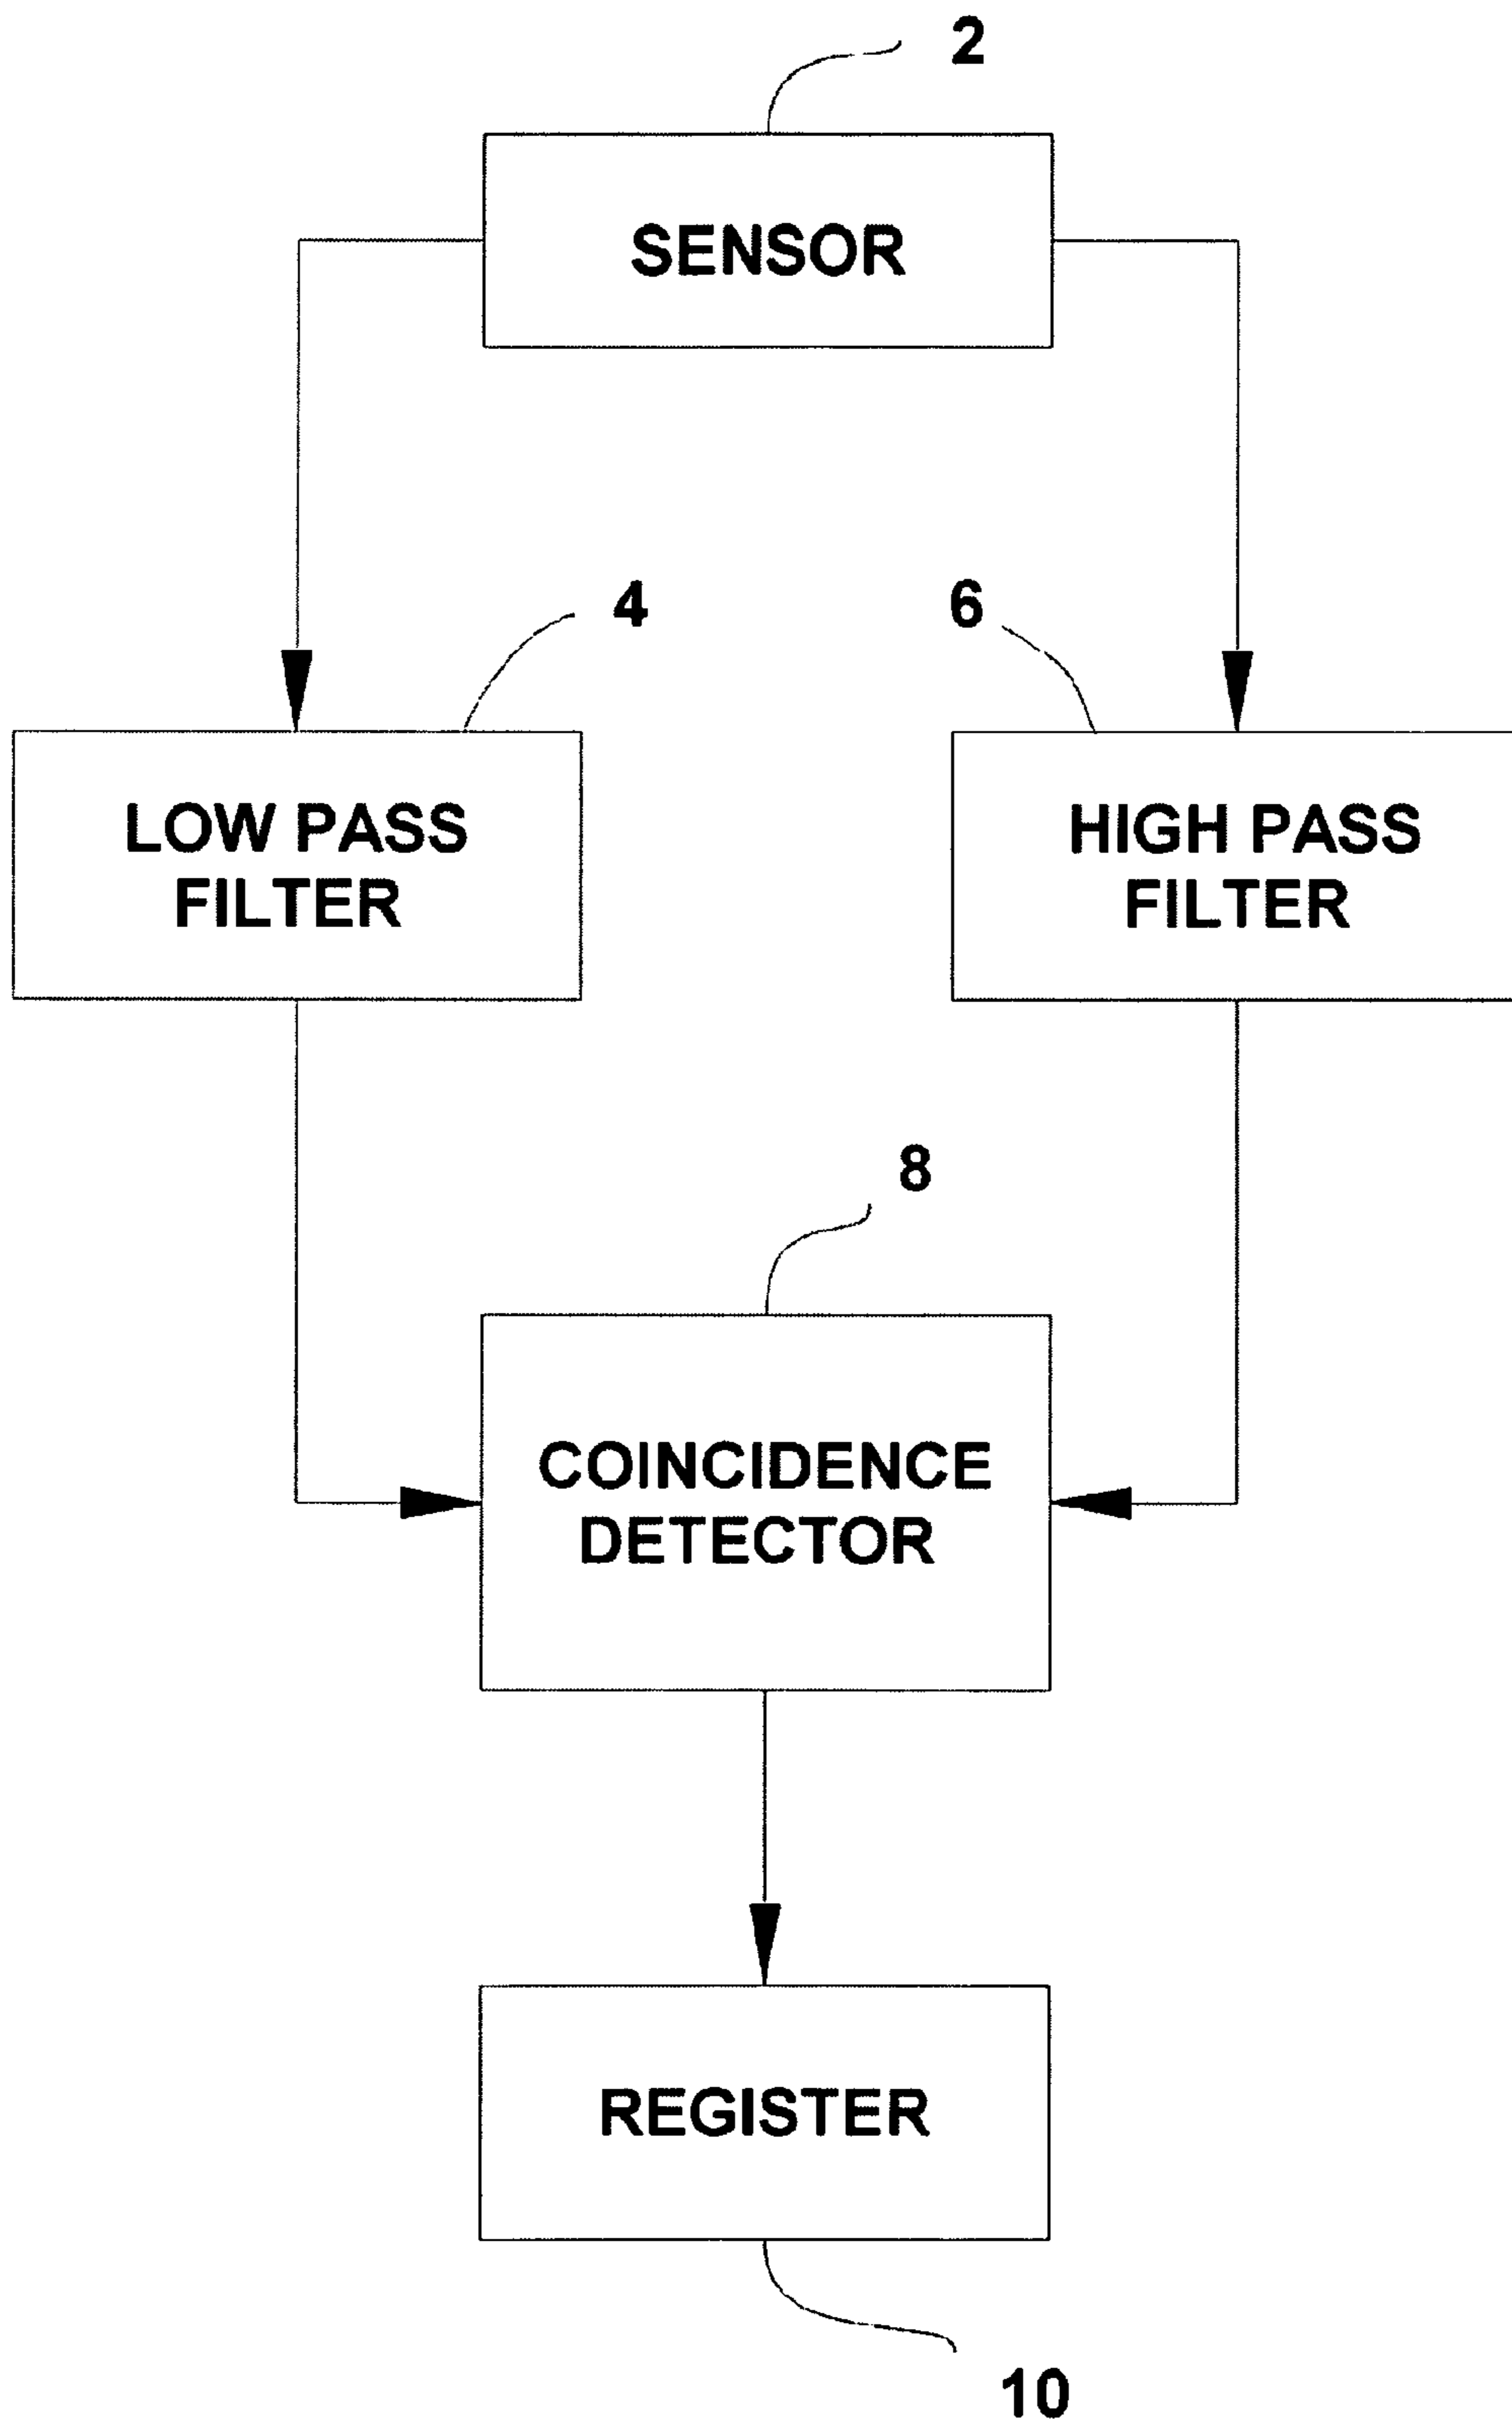 2
SENSOR
4
6
LOW PASS
FILTER
HIGH PASS
FILTER
8
COINCIDENCE
DETECTOR
REGISTER
10